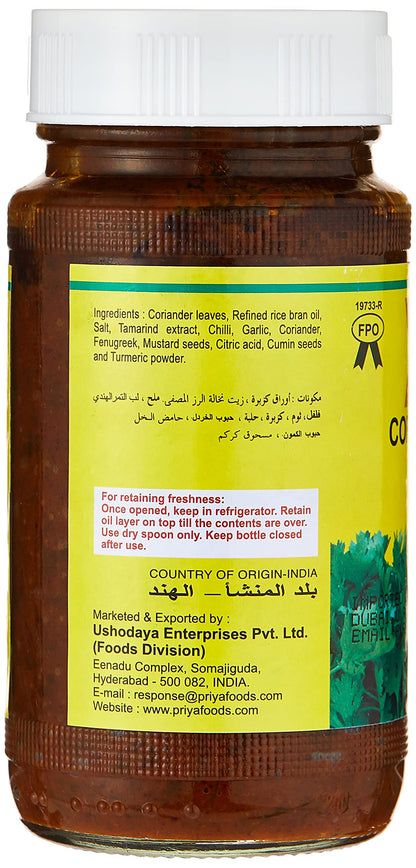 Ingredients : Coriander leaves, Refined rice bran oil,
Salt, Tamarind extract, Chilli, Garlic, Coriander,
Fenugreek, Mustard seeds, Citric acid, Cumin seeds
and Turmeric powder.
19733-R
FPO
مكونات : أوراق كزبرة ، زيت نخالة الرز المصفى. ملح ، لب التمرالهندي
فلفل، ثوم، كزبرة ، حلبة ، حبوب الخردل ، حامض الخل
حبوب الكمون ، مسحوق كركم
For retaining freshness:
Once opened, keep in refrigerator. Retain
oil layer on top till the contents are over.
Use dry spoon only. Keep bottle closed
after use.
COUNTRY OF ORIGIN-INDIA
بلد المنشأ – الهند
Marketed & Exported by :
Ushodaya Enterprises Pvt. Ltd.
(Foods Division)
Eenadu Complex, Somajiguda,
Hyderabad - 500 082, INDIA.
E-mail : response@priyafoods.com
Website : www.priyafoods.com
DUBAI
EMAIL